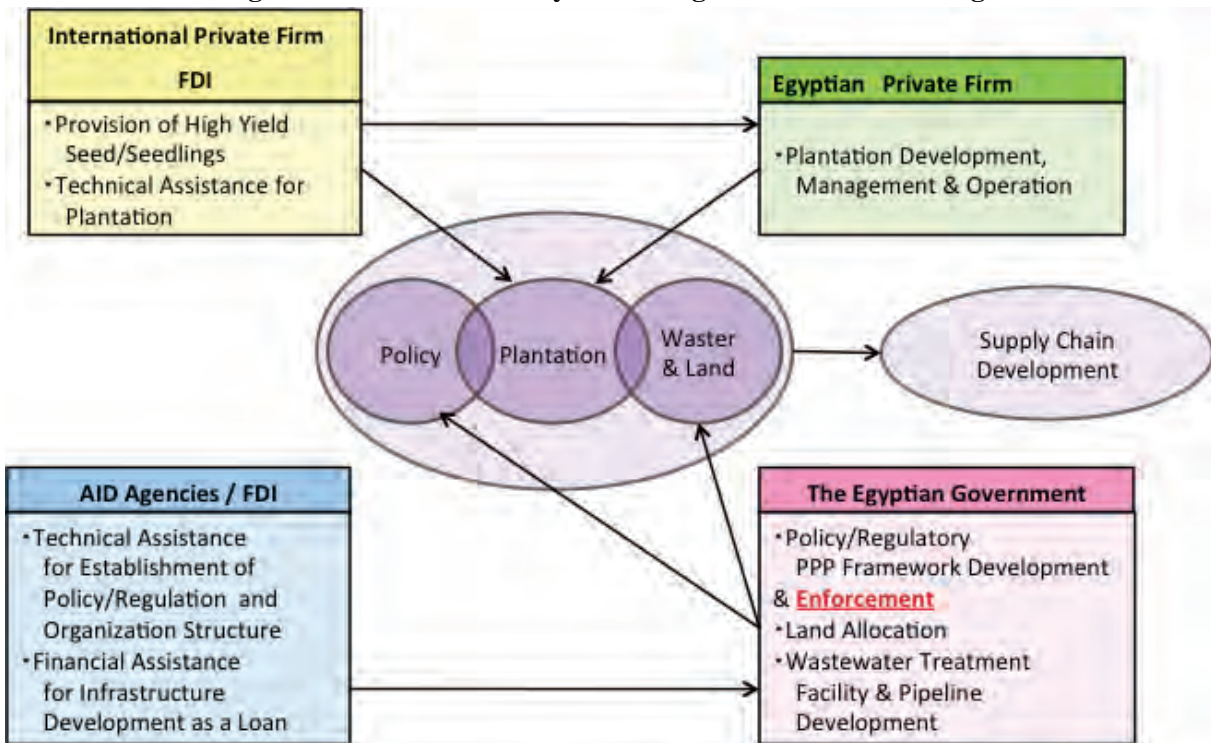 International Private Firm
FDI
・Provision of High Yield
Seed/Seedlings
・Technical Assistance for
Plantation
Egyptian Private Firm
・Plantation Development,
Management & Operation
Policy
Plantation
Waster
& Land
Supply Chain
Development
AID Agencies / FDI
・Technical Assistance
for Establishment of
Policy/Regulation and
Organization Structure
・Financial Assistance
for Infrastructure
Development as a Loan
The Egyptian Government
・Policy/Regulatory
PPP Framework Development
& Enforcement
・Land Allocation
・Wastewater Treatment
Facility & Pipeline
Development